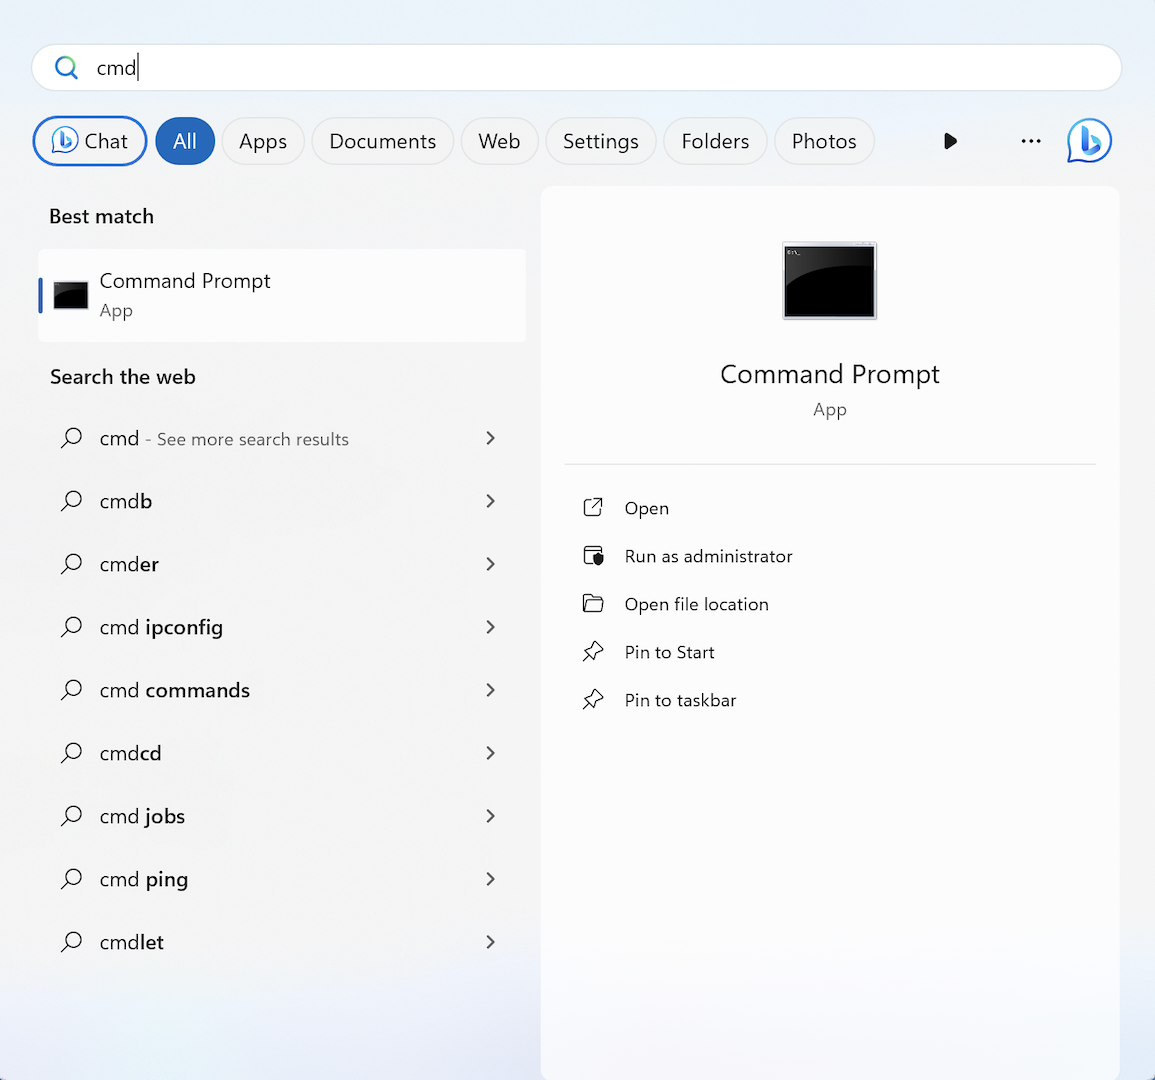 cmd
Chat All Apps Documents Web Settings Folders Photos
Best match
Command Prompt
App
Search the web
cmd - See more search results
cmdb
cmder
cmd ipconfig
cmd commands
cmdcd
cmd jobs
cmd ping
cmdlet
Command Prompt
App
Open
Run as administrator
Open file location
Pin to Start
Pin to taskbar